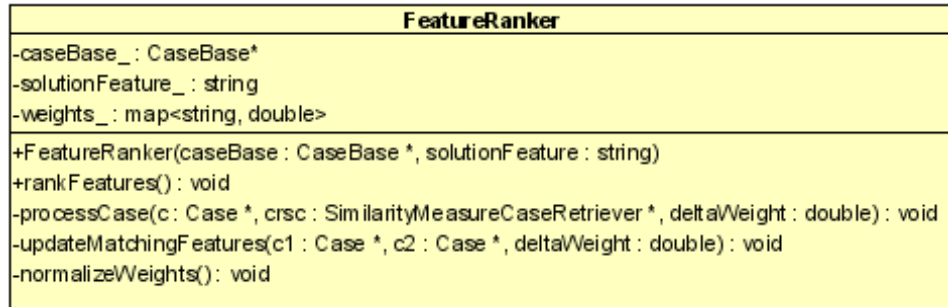 FeatureRanker
-caseBase_ : CaseBase*
-solutionFeature_ : string
-weights_ : map<string, double>
+FeatureRanker(caseBase : CaseBase *, solutionFeature : string)
+rankFeatures() : void
-processCase(c : Case *, crsc : SimilarityMeasureCaseRetriever *, deltaWeight : double) : void
-updateMatchingFeatures(c1 : Case *, c2 : Case *, deltaWeight : double) : void
-normalizeWeights() : void